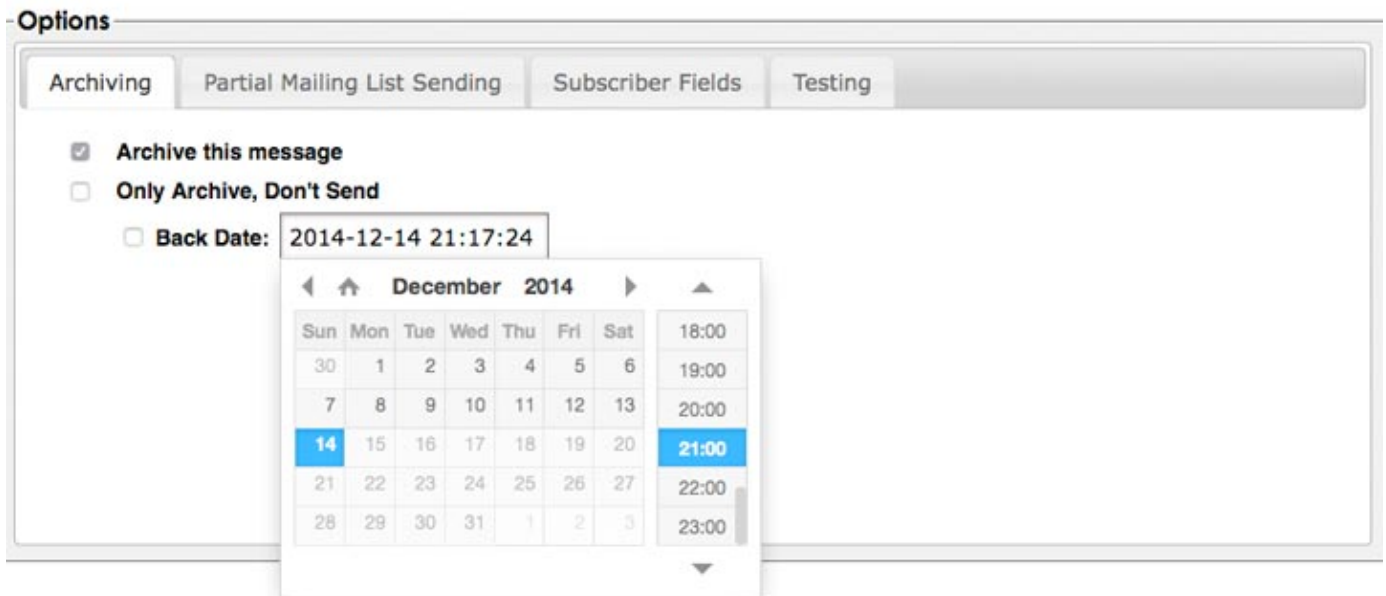 Options
Archiving Partial Mailing List Sending Subscriber Fields Testing
Archive this message
Only Archive, Don't Send
Back Date: 2014-12-14 21:17:24
December 2014
Sun Mon Tue Wed Thu Fri Sat 18:00
30 1 2 3 4 5 6 19:00
7 8 9 10 11 12 13 20:00
14 15 16 17 18 19 20 21:00
21 22 23 24 25 26 27 22:00
28 29 30 31 1 2 3 23:00